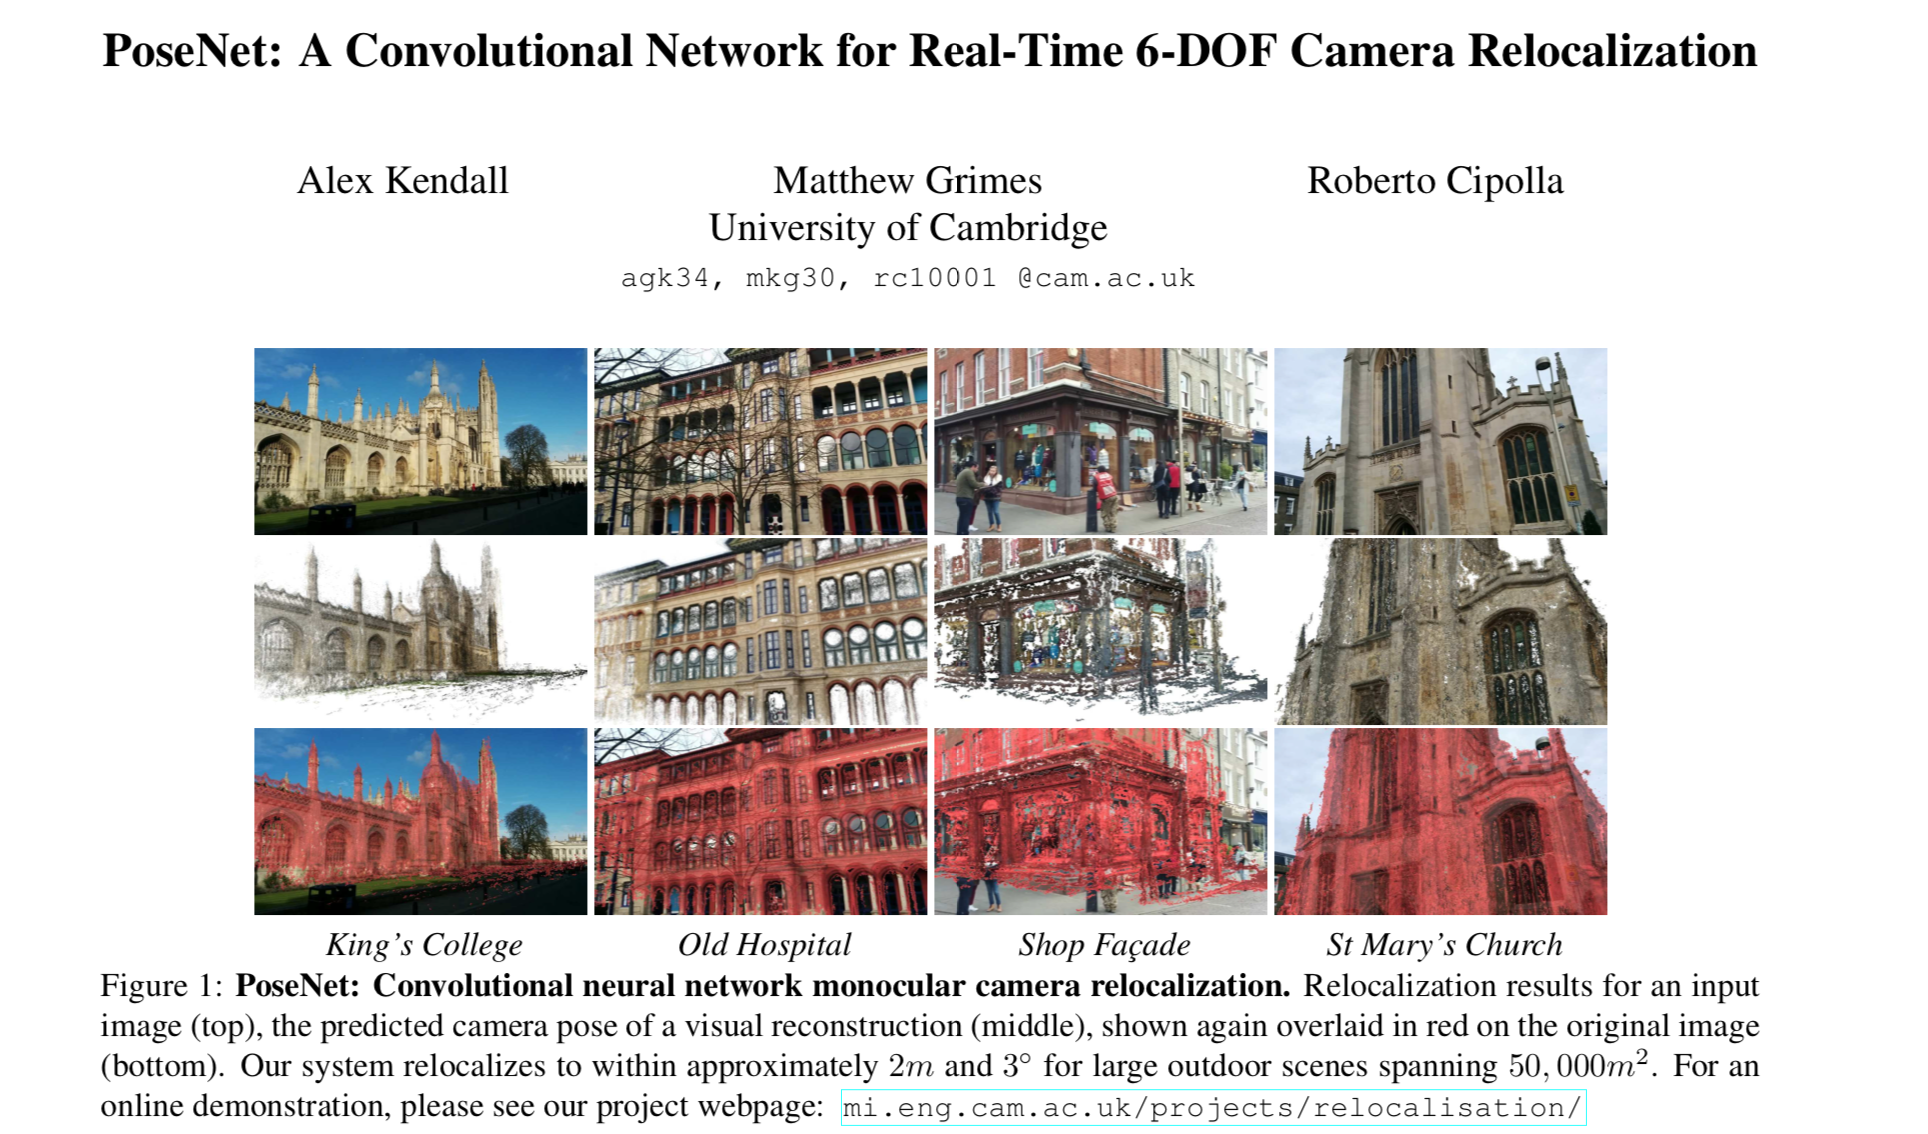 PoseNet: A Convolutional Network for Real-Time 6-DOF Camera Relocalization
Alex Kendall Matthew Grimes Roberto Cipolla
University of Cambridge
agk34, mkg30, rc10001 @cam.ac.uk
King's College Old Hospital Shop Façade St Mary's Church
Figure 1: PoseNet: Convolutional neural network monocular camera relocalization. Relocalization results for an input
image (top), the predicted camera pose of a visual reconstruction (middle), shown again overlaid in red on the original image
(bottom). Our system relocalizes to within approximately 2m and 3° for large outdoor scenes spanning 50,000m². For an
online demonstration, please see our project webpage: mi.eng.cam.ac.uk/projects/relocalisation/